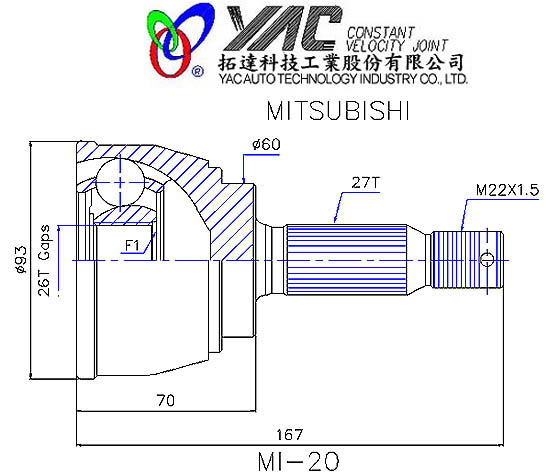 YAC CONSTANT
VELOCITY JOINT
®
拓達科技工業股份有限公司
YAC AUTO TECHNOLOGY INDUSTRY CO., LTD.
MITSUBISHI
ø60
27T
M22X1.5
ø93
26T Gaps
F1
70
167
MI-20